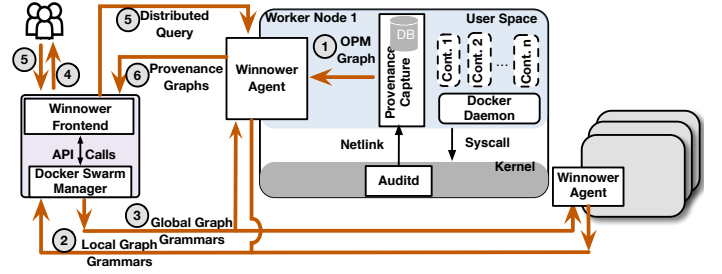 5 Distributed
Query
Worker Node 1
User Space
DB
1 OPM
Graph
Provenance
Capture
Cont. 1
Cont. 2
...
Cont. n
5
4
6 Provenance
Graphs
Winnower
Agent
Docker
Daemon
Winnower
Frontend
API Calls
Docker Swarm
Manager
Netlink
Syscall
Kernel
Auditd
Winnower
Agent
3 Global Graph
Grammars
2 Local Graph
Grammars